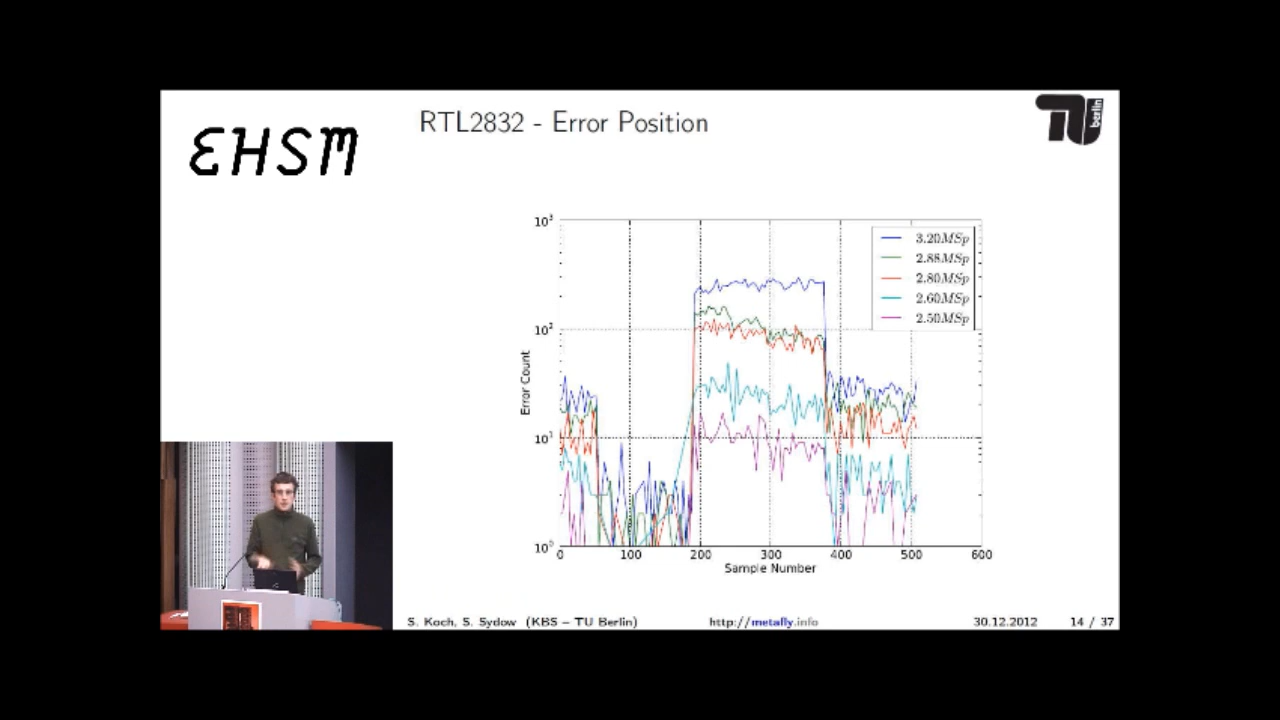 EHSM
RTL2832 - Error Position
TU berlin
10³
10²
10¹
10⁰
Error Count
3.20MSp
2.88MSp
2.80MSp
2.60MSp
2.50MSp
0 100 200 300 400 500 600
Sample Number
S. Koch, S. Sydow (KBS – TU Berlin) http://metafly.info 30.12.2012 14 / 37